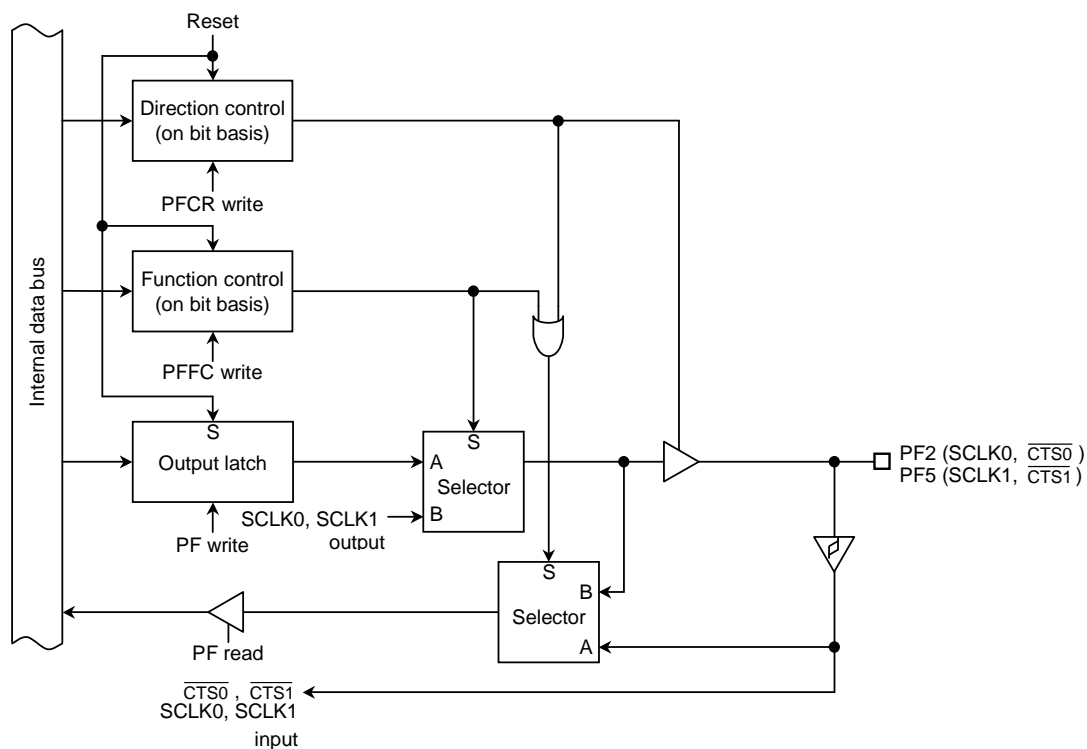 Reset
Direction control
(on bit basis)
PFCR write
Function control
(on bit basis)
PFFC write
Internal data bus
S
Output latch
PF write
S
A
Selector
B
SCLK0, SCLK1
output
PF2 (SCLK0, CTS0)
PF5 (SCLK1, CTS1)
S
B
Selector
A
PF read
CTS0 , CTS1
SCLK0, SCLK1
input